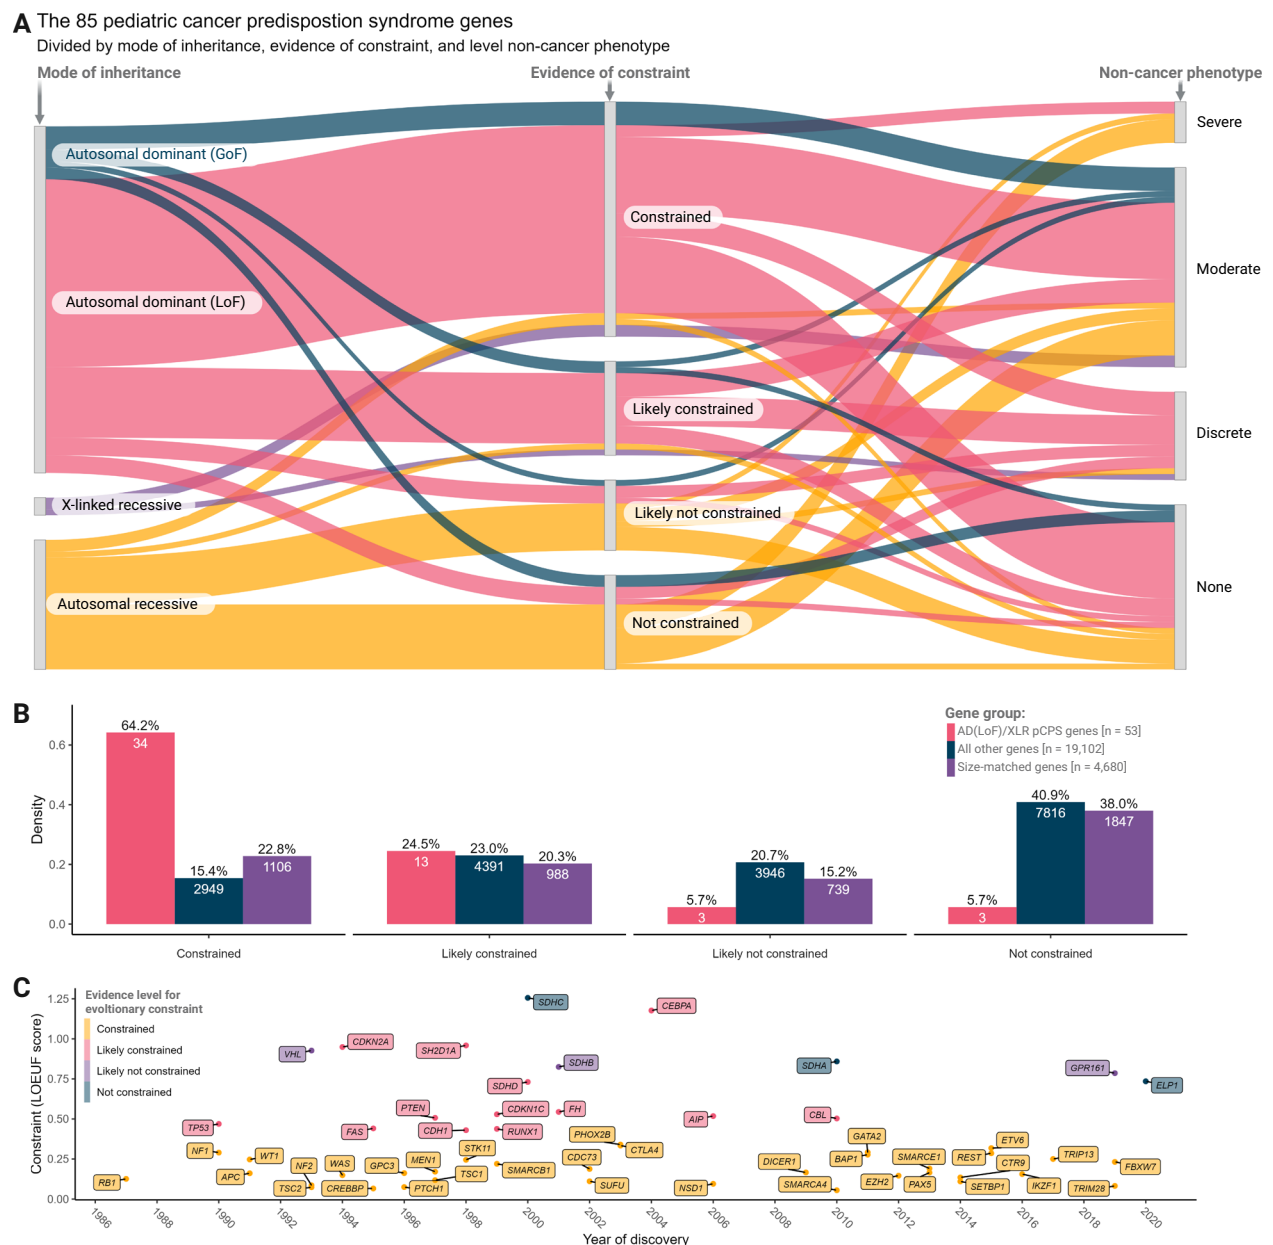 A The 85 pediatric cancer predispostion syndrome genes
Divided by mode of inheritance, evidence of constraint, and level non-cancer phenotype
Mode of inheritance
Evidence of constraint
Non-cancer phenotype
Autosomal dominant (GoF)
Autosomal dominant (LoF)
X-linked recessive
Autosomal recessive
Constrained
Likely constrained
Likely not constrained
Not constrained
Severe
Moderate
Discrete
None
B
Gene group:
AD(LoF)/XLR pCPS genes [n = 53]
All other genes [n = 19,102]
Size-matched genes [n = 4,680]
Density
0.6
0.4
0.2
0.0
64.2%
34
15.4%
2949
22.8%
1106
24.5%
13
23.0%
4391
20.3%
988
5.7%
3
20.7%
3946
15.2%
739
5.7%
3
40.9%
7816
38.0%
1847
Constrained
Likely constrained
Likely not constrained
Not constrained
C
Evidence level for
evoltionary constraint
Constrained
Likely constrained
Likely not constrained
Not constrained
Constraint (LOEUF score)
1.25
1.00
0.75
0.50
0.25
0.00
SDHC
CEBPA
VHL
CDKN2A
SH2D1A
SDHB
SDHA
GPR161
ELP1
SDHD
PTEN
CDKN1C
FH
TP53
FAS
CDH1
RUNX1
AIP
CBL
NF1
WT1
NF2
WAS
GPC3
MEN1
STK11
PHOX2B
CTLA4
CDC73
SMARCB1
TSC1
APC
RB1
TSC2
CREBBP
PTCH1
SUFU
NSD1
DICER1
SMARCA4
GATA2
BAP1
EZH2
SMARCE1
PAX5
REST
ETV6
CTR9
SETBP1
IKZF1
TRIP13
TRIM28
FBXW7
1986
1988
1990
1992
1994
1996
1998
2000
2002
2004
2006
2008
2010
2012
2014
2016
2018
2020
Year of discovery